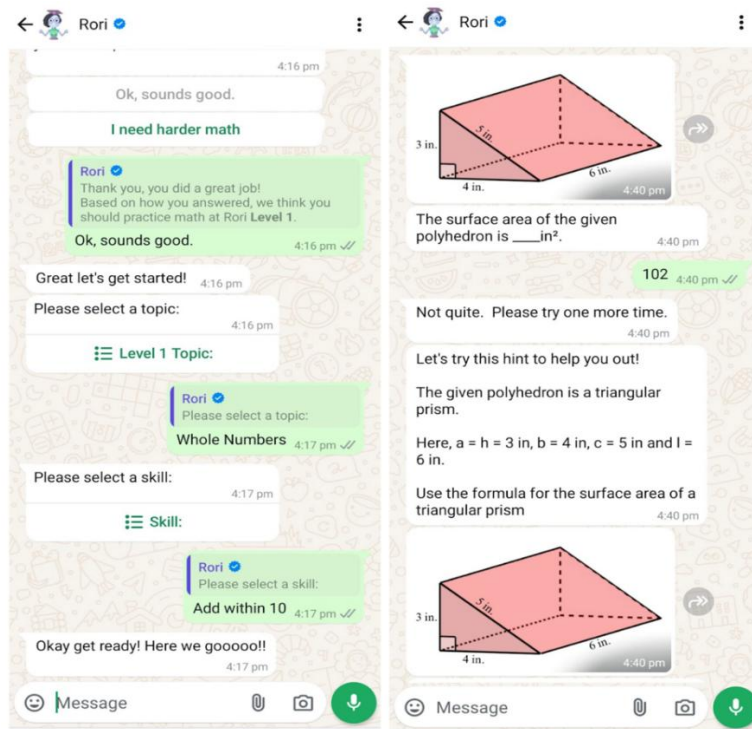 Rori
4:16 pm
Ok, sounds good.
I need harder math
Rori
Thank you, you did a great job!
Based on how you answered, we think you
should practice math at Rori Level 1.
Ok, sounds good.
4:16 pm
Great let's get started!
4:16 pm
Please select a topic:
4:16 pm
Level 1 Topic:
Rori
Please select a topic:
Whole Numbers
4:17 pm
Please select a skill:
4:17 pm
Skill:
Rori
Please select a skill:
Add within 10
4:17 pm
Okay get ready! Here we gooooo!!
4:17 pm
Message
Rori
5 in.
3 in.
4 in.
6 in.
4:40 pm
The surface area of the given
polyhedron is ____in².
4:40 pm
102
4:40 pm
Not quite. Please try one more time.
4:40 pm
Let's try this hint to help you out!
The given polyhedron is a triangular
prism.
Here, a = h = 3 in, b = 4 in, c = 5 in and l =
6 in.
Use the formula for the surface area of a
triangular prism
4:40 pm
5 in.
3 in.
4 in.
6 in.
4:40 pm
Message